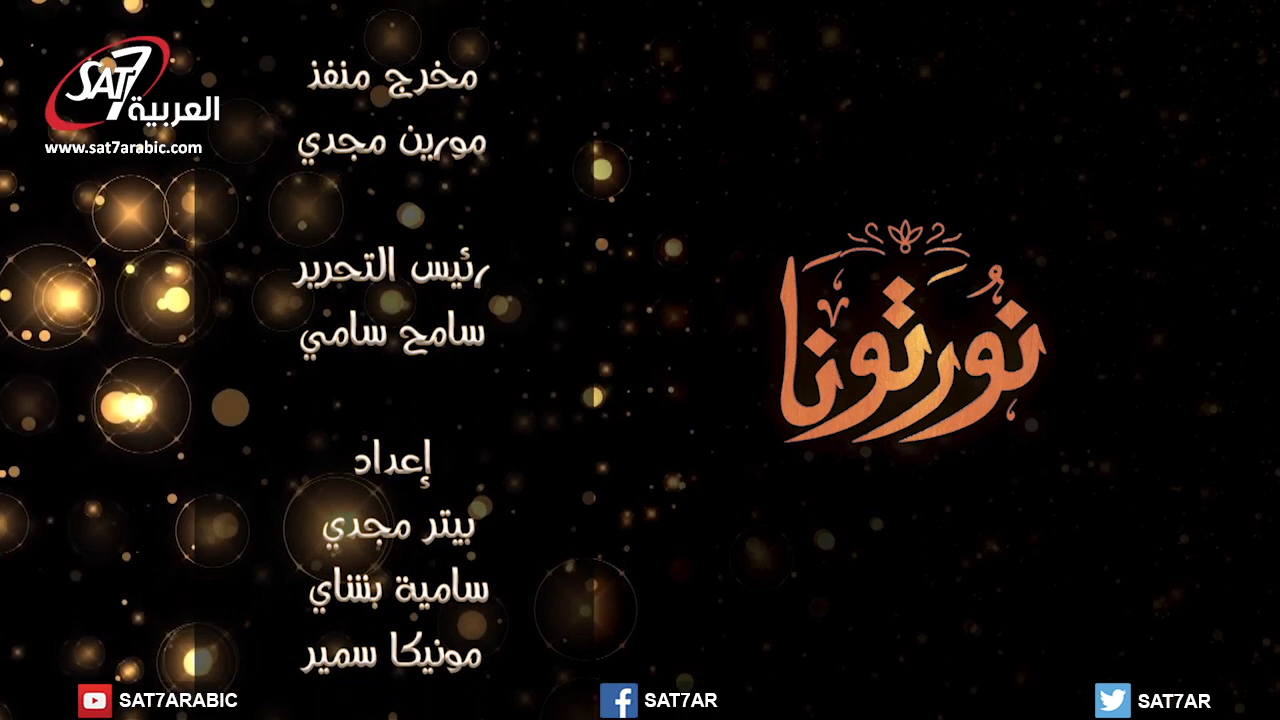 SAT7
العربية
www.sat7arabic.com
مخرج منفذ
مورين مجدي
رئيس التحرير
سامح سامي
إعداد
بيتر مجدي
سامية بشاي
مونيكا سمير
نورتونا
SAT7ARABIC
SAT7AR
SAT7AR